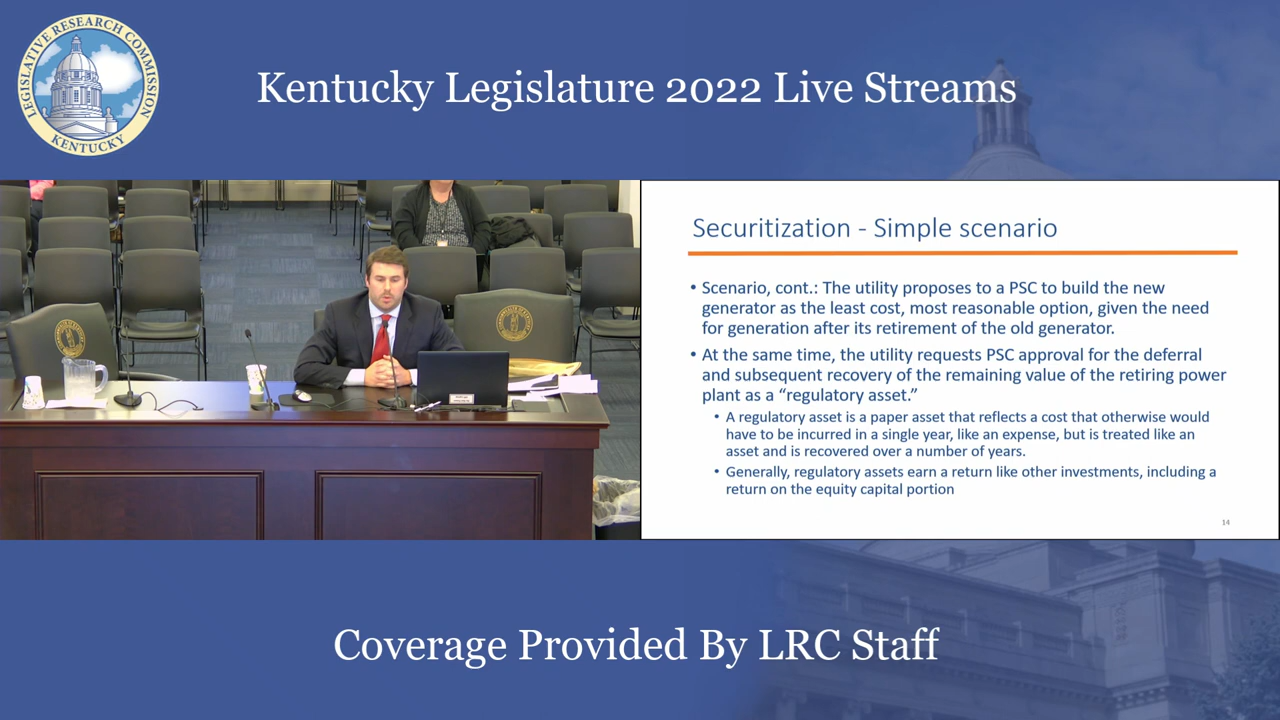 LEGISLATIVE RESEARCH COMMISSION
KENTUCKY
Kentucky Legislature 2022 Live Streams
Securitization - Simple scenario
• Scenario, cont.: The utility proposes to a PSC to build the new
generator as the least cost, most reasonable option, given the need
for generation after its retirement of the old generator.
• At the same time, the utility requests PSC approval for the deferral
and subsequent recovery of the remaining value of the retiring power
plant as a “regulatory asset.”
• A regulatory asset is a paper asset that reflects a cost that otherwise would
have to be incurred in a single year, like an expense, but is treated like an
asset and is recovered over a number of years.
• Generally, regulatory assets earn a return like other investments, including a
return on the equity capital portion
14
Coverage Provided By LRC Staff